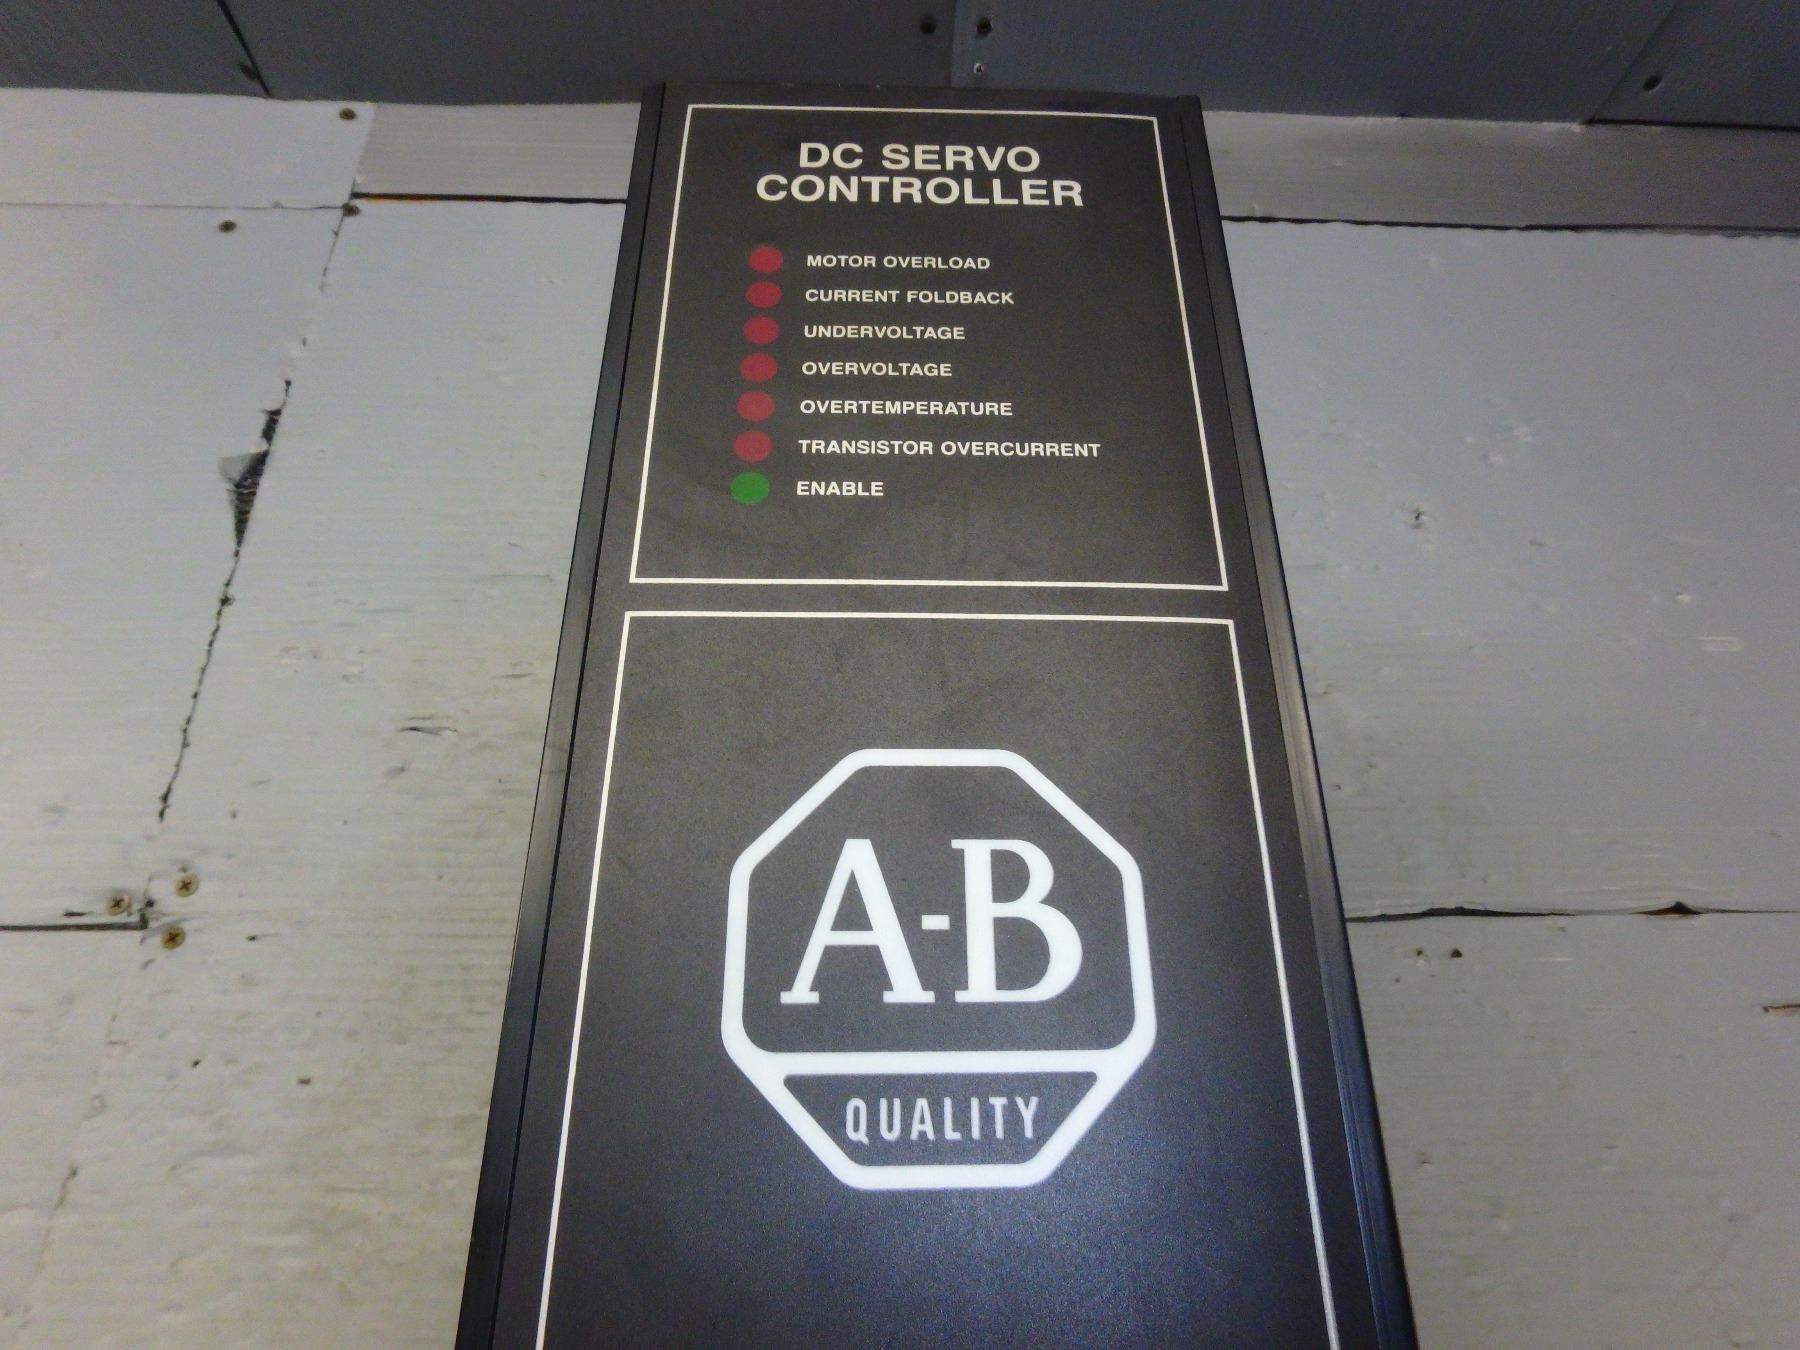 DC SERVO
CONTROLLER
MOTOR OVERLOAD
CURRENT FOLDBACK
UNDERVOLTAGE
OVERVOLTAGE
OVERTEMPERATURE
TRANSISTOR OVERCURRENT
ENABLE
A-B
QUALITY